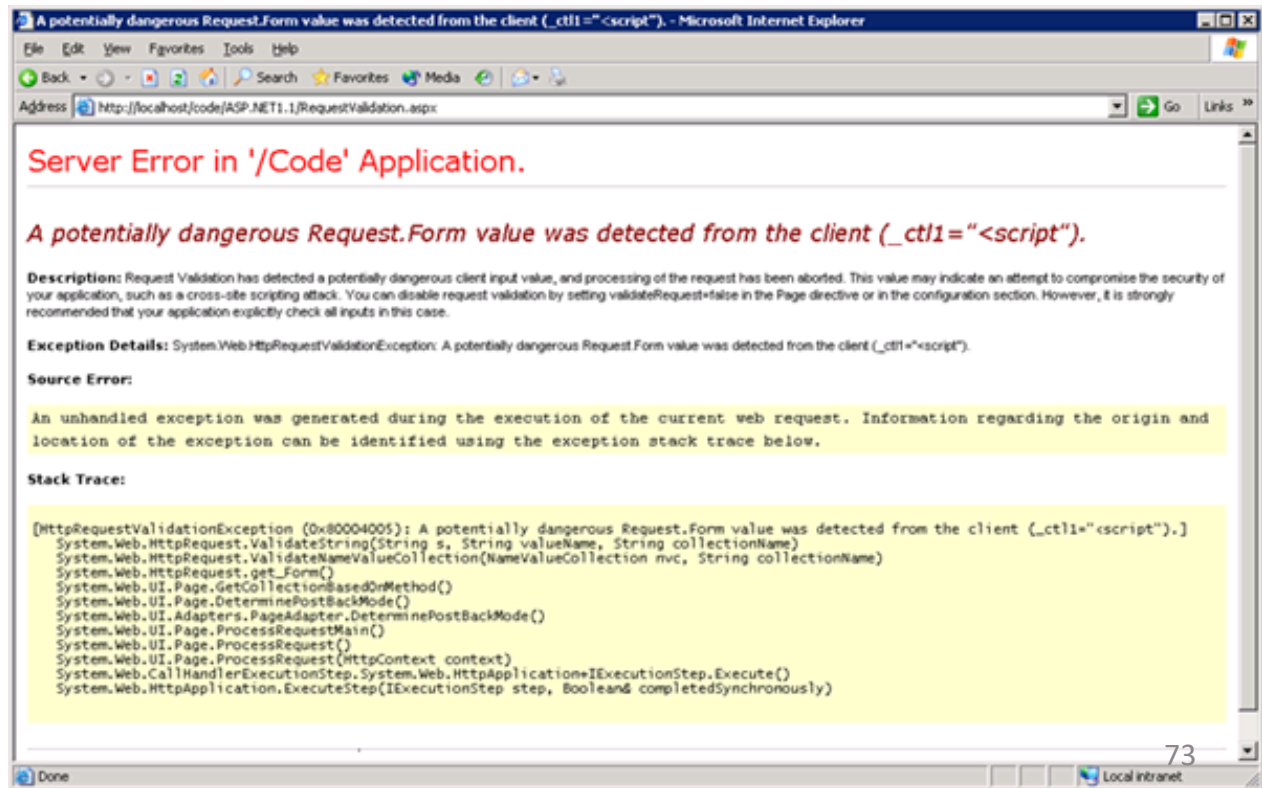 A potentially dangerous Request.Form value was detected from the client (_ctl1="<script"). - Microsoft Internet Explorer
File Edit View Favorites Tools Help
Back Search Favorites Media
Address http://localhost/code/ASP.NET1.1/RequestValidation.aspx Go Links »
Server Error in '/Code' Application.
A potentially dangerous Request.Form value was detected from the client (_ctl1="<script").
Description: Request Validation has detected a potentially dangerous client input value, and processing of the request has been aborted. This value may indicate an attempt to compromise the security of
your application, such as a cross-site scripting attack. You can disable request validation by setting validateRequest=false in the Page directive or in the configuration section. However, it is strongly
recommended that your application explicitly check all inputs in this case.
Exception Details: System.Web.HttpRequestValidationException: A potentially dangerous Request.Form value was detected from the client (_ctl1="<script").
Source Error:
An unhandled exception was generated during the execution of the current web request. Information regarding the origin and
location of the exception can be identified using the exception stack trace below.
Stack Trace:
[HttpRequestValidationException (0x80004005): A potentially dangerous Request.Form value was detected from the client (_ctl1="<script").]
System.Web.HttpRequest.ValidateString(String s, String valueName, String collectionName)
System.Web.HttpRequest.ValidateNameValueCollection(NameValueCollection nvc, String collectionName)
System.Web.HttpRequest.get_Form()
System.Web.UI.Page.GetCollectionBasedOnMethod()
System.Web.UI.Page.DeterminePostBackMode()
System.Web.UI.Adapters.PageAdapter.DeterminePostBackMode()
System.Web.UI.Page.ProcessRequestMain()
System.Web.UI.Page.ProcessRequest()
System.Web.UI.Page.ProcessRequest(HttpContext context)
System.Web.CallHandlerExecutionStep.System.Web.HttpApplication+IExecutionStep.Execute()
System.Web.HttpApplication.ExecuteStep(IExecutionStep step, Boolean& completedSynchronously)
73
Done Local intranet